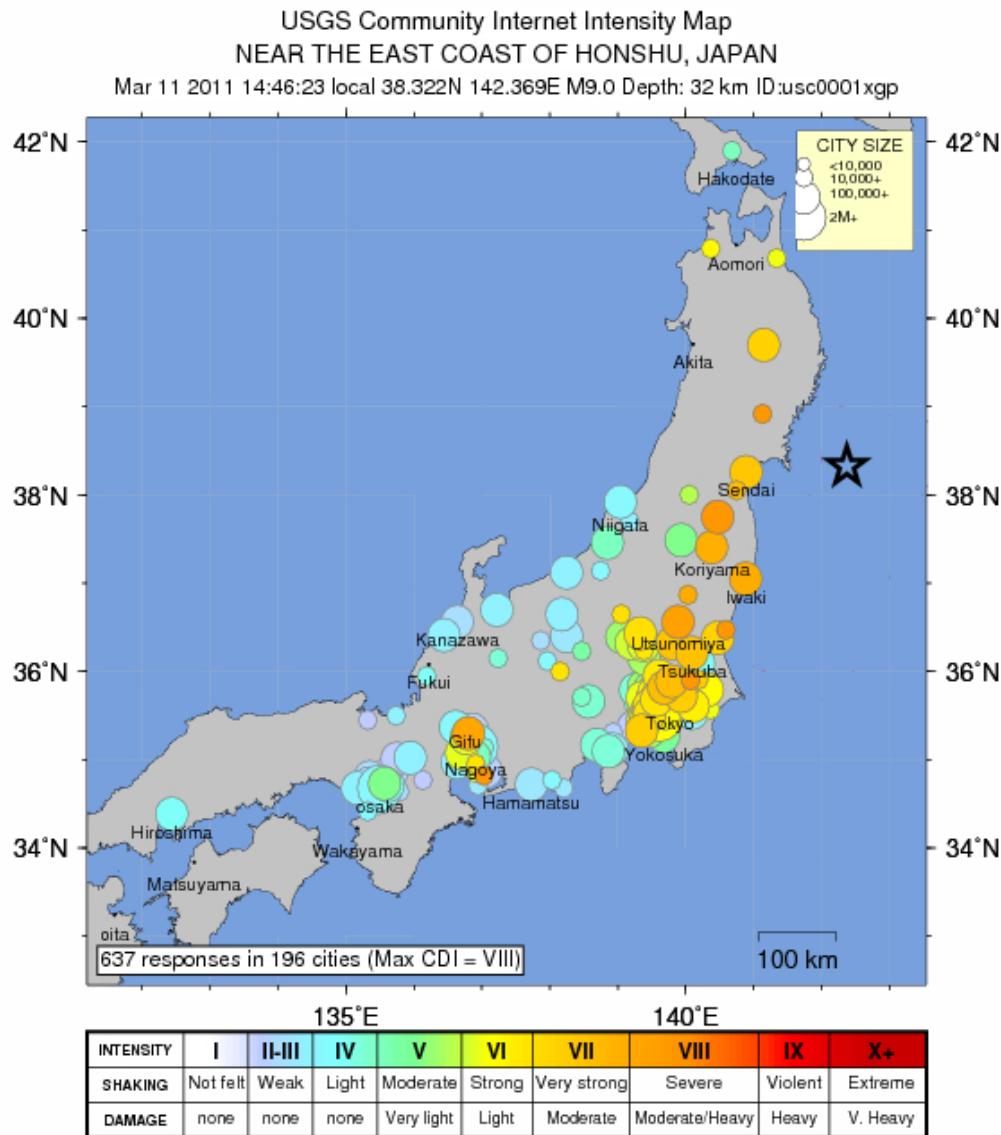 USGS Community Internet Intensity Map
NEAR THE EAST COAST OF HONSHU, JAPAN
Mar 11 2011 14:46:23 local 38.322N 142.369E M9.0 Depth: 32 km ID:usc0001xgp
42°N 42°N
CITY SIZE
<10,000
10,000+
100,000+
2M+
Hakodate
Aomori
40°N 40°N
Akita
Sendai
38°N 38°N
Niigata
Koriyama
Iwaki
Kanazawa
Utsunomiya
36°N 36°N
Fukui
Tsukuba
Tokyo
Gifu
Yokosuka
Nagoya
Hamamatsu
osaka
Hiroshima
34°N 34°N
Wakayama
Matsuyama
oita
637 responses in 196 cities (Max CDI = VIII)
100 km
135°E 140°E
INTENSITY I II-III IV V VI VII VIII IX X+
SHAKING Not felt Weak Light Moderate Strong Very strong Severe Violent Extreme
DAMAGE none none none Very light Light Moderate Moderate/Heavy Heavy V. Heavy